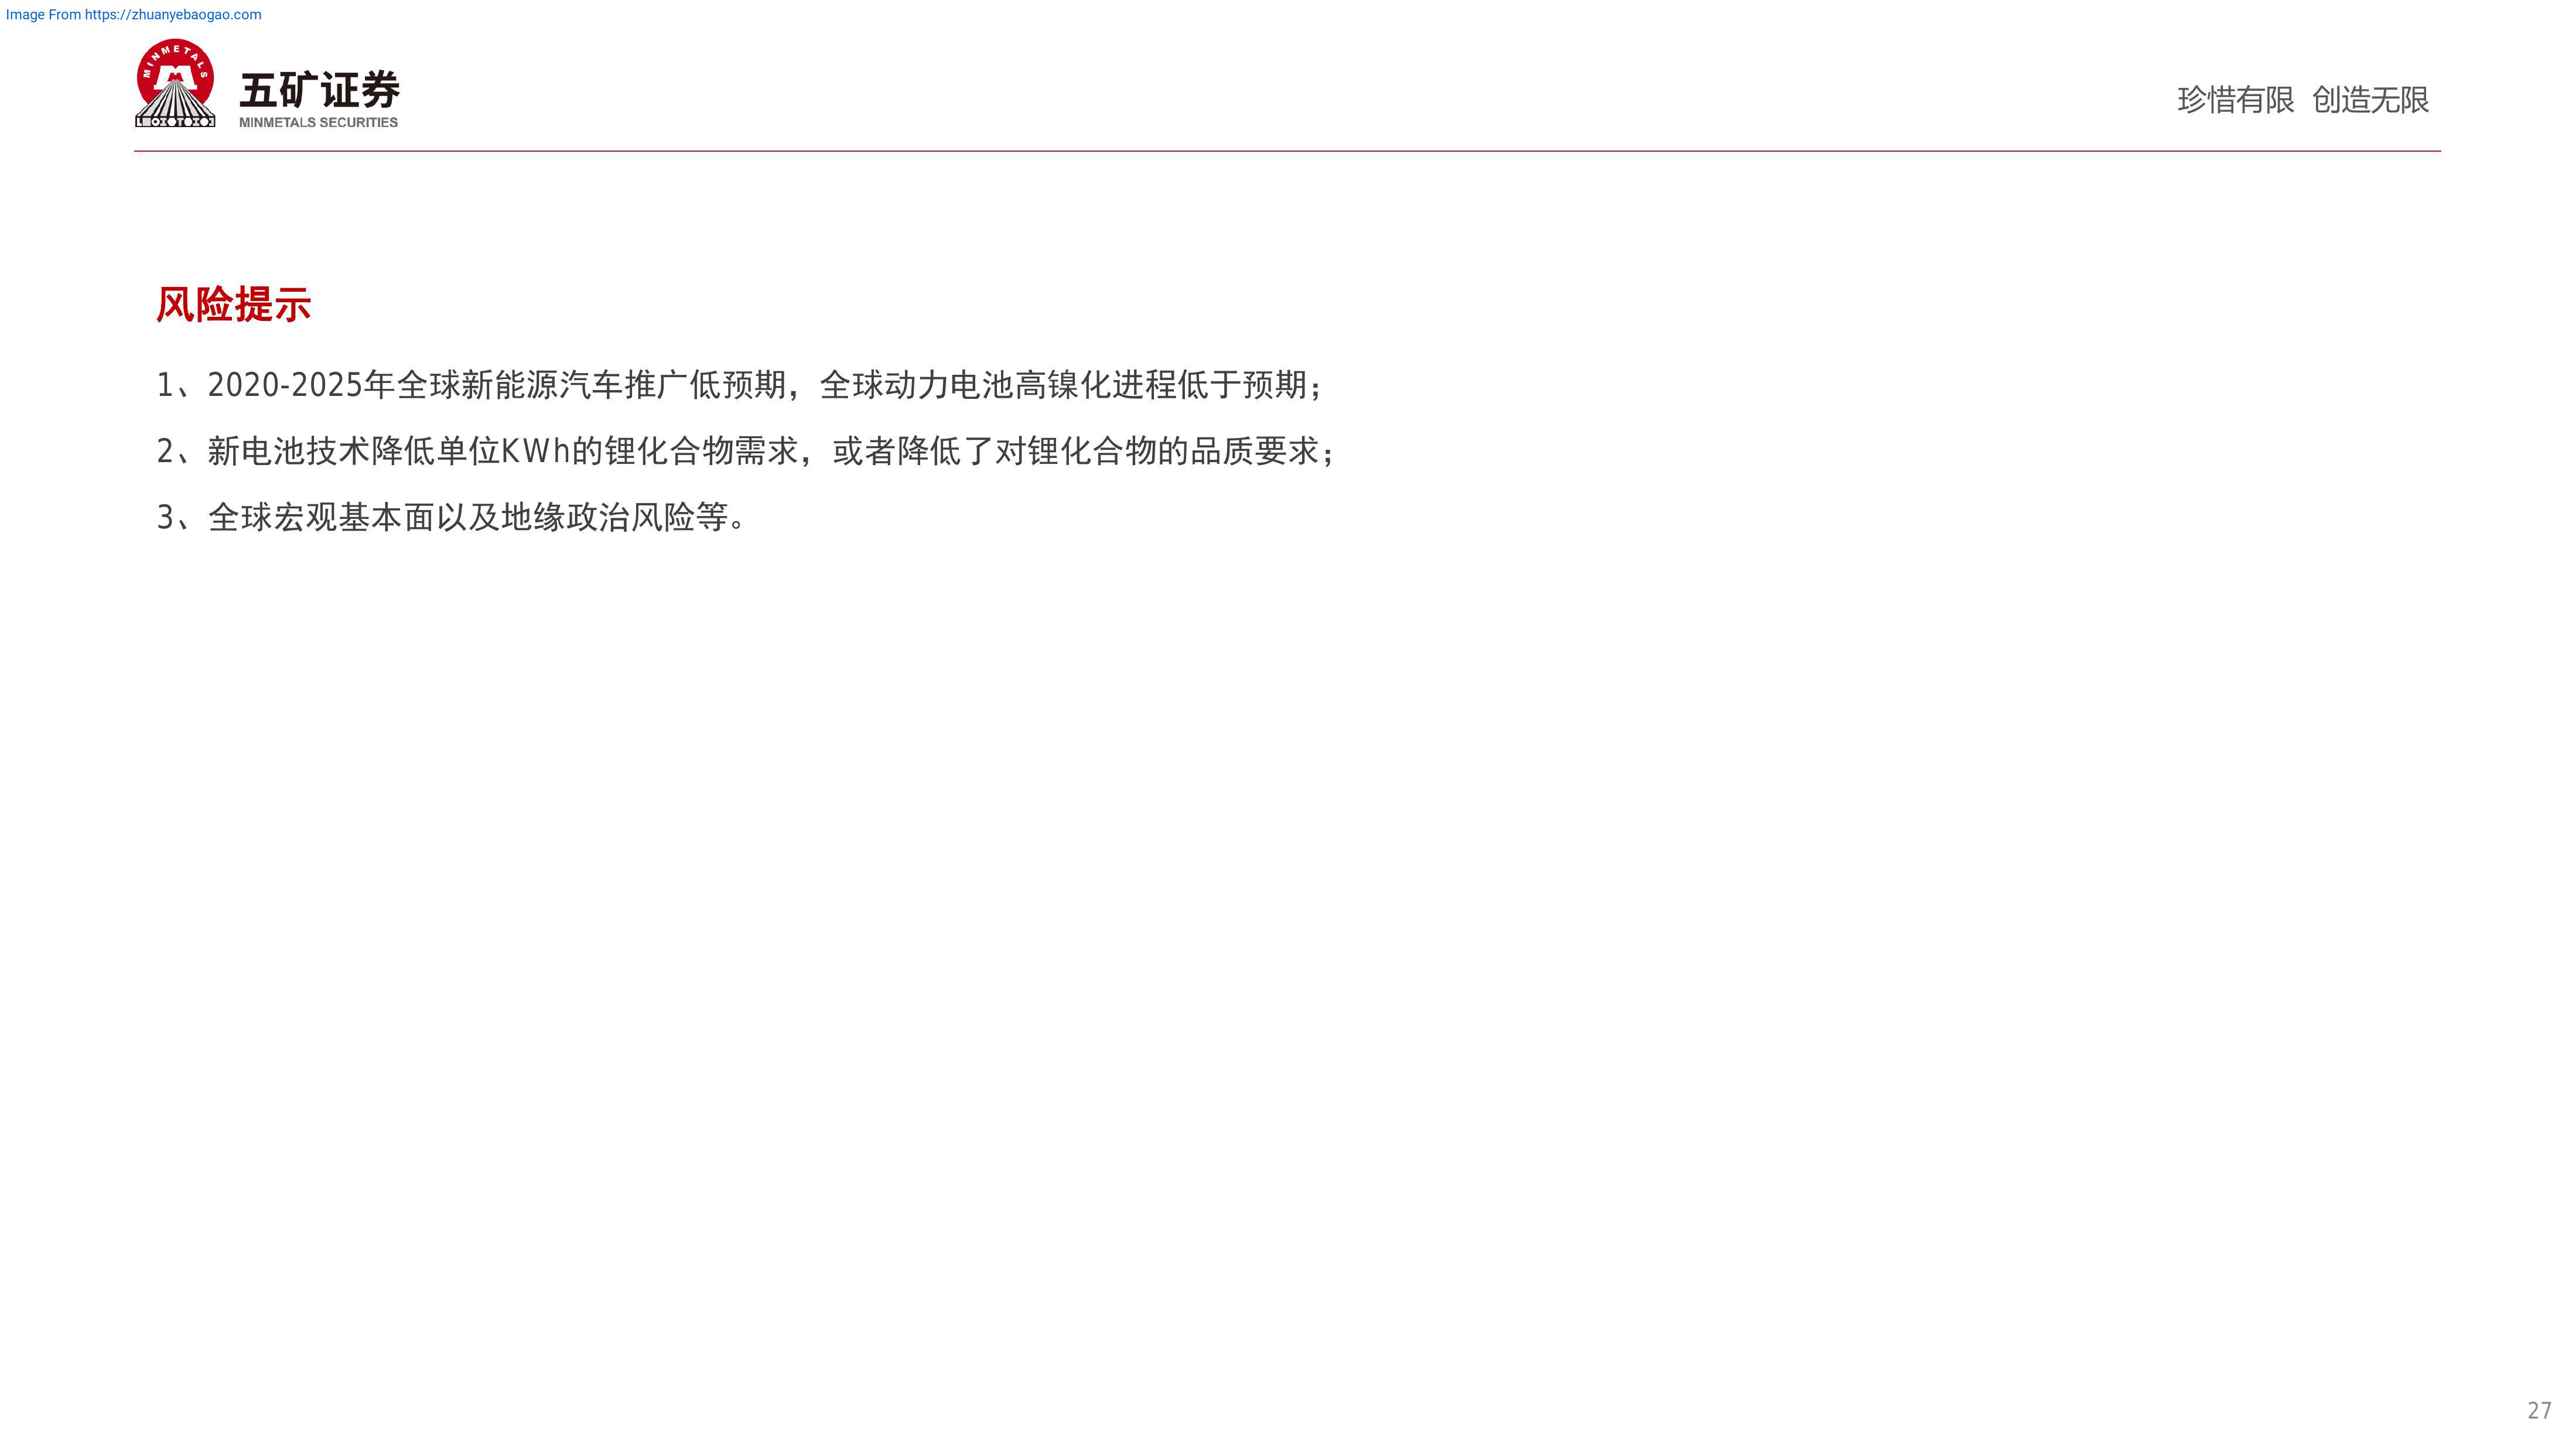 Image From https://zhuanyebaogao.com
MINMETALS
五矿证券
MINMETALS SECURITIES
珍惜有限 创造无限
风险提示
1、2020-2025年全球新能源汽车推广低预期，全球动力电池高镍化进程低于预期；
2、新电池技术降低单位KWh的锂化合物需求，或者降低了对锂化合物的品质要求；
3、全球宏观基本面以及地缘政治风险等。
27